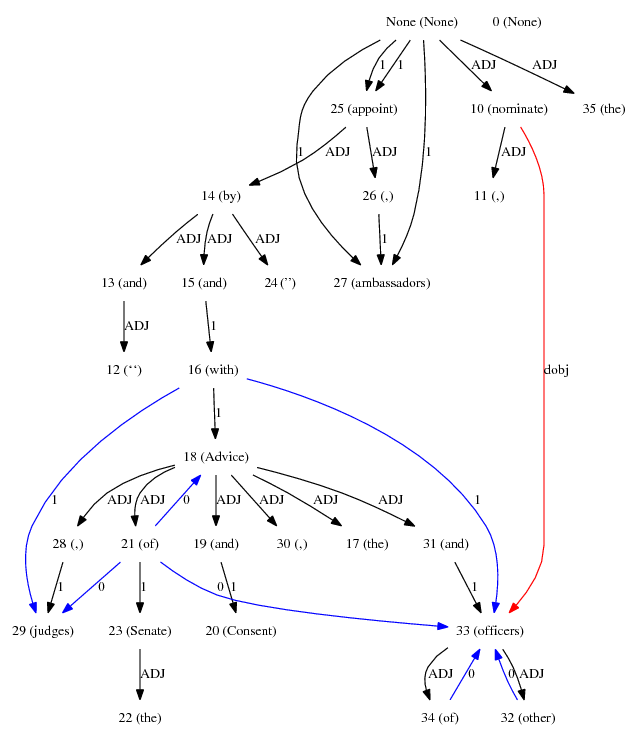 None (None) 0 (None)
1 1 ADJ ADJ
25 (appoint) 10 (nominate) 35 (the)
1 ADJ ADJ 1 ADJ
14 (by) 26 (,) 11 (,)
ADJ ADJ ADJ 1
13 (and) 15 (and) 24 (”) 27 (ambassadors)
ADJ 1
12 (“) 16 (with) dobj
1
18 (Advice)
1 ADJ ADJ 0 ADJ ADJ ADJ ADJ 1
28 (,) 21 (of) 19 (and) 30 (,) 17 (the) 31 (and)
1 0 1 0 1 1
29 (judges) 23 (Senate) 20 (Consent) 33 (officers)
ADJ ADJ 0 0 ADJ
22 (the) 34 (of) 32 (other)